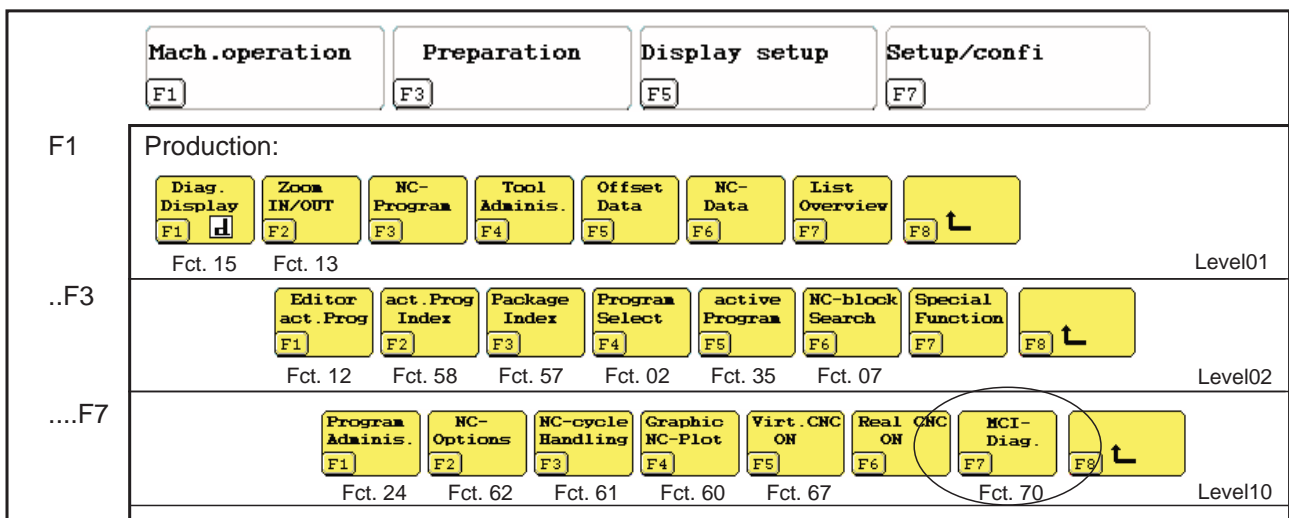 Mach.operation Preparation Display setup Setup/confi
F1 F3 F5 F7
F1 Production:
Diag. Zoom NC- Tool Offset NC- List
Display IN/OUT Program Adminis. Data Data Overview
F1 d F2 F3 F4 F5 F6 F7 F8
Fct. 15 Fct. 13 Level01
..F3 Editor act.Prog Package Program active NC-block Special
act.Prog Index Index Select Program Search Function
F1 F2 F3 F4 F5 F6 F7 F8
Fct. 12 Fct. 58 Fct. 57 Fct. 02 Fct. 35 Fct. 07 Level02
....F7 Program NC- NC-cycle Graphic Virt.CNC Real CNC MCI-
Adminis. Options Handling NC-Plot ON ON Diag.
F1 F2 F3 F4 F5 F6 F7 F8
Fct. 24 Fct. 62 Fct. 61 Fct. 60 Fct. 67 Fct. 70 Level10